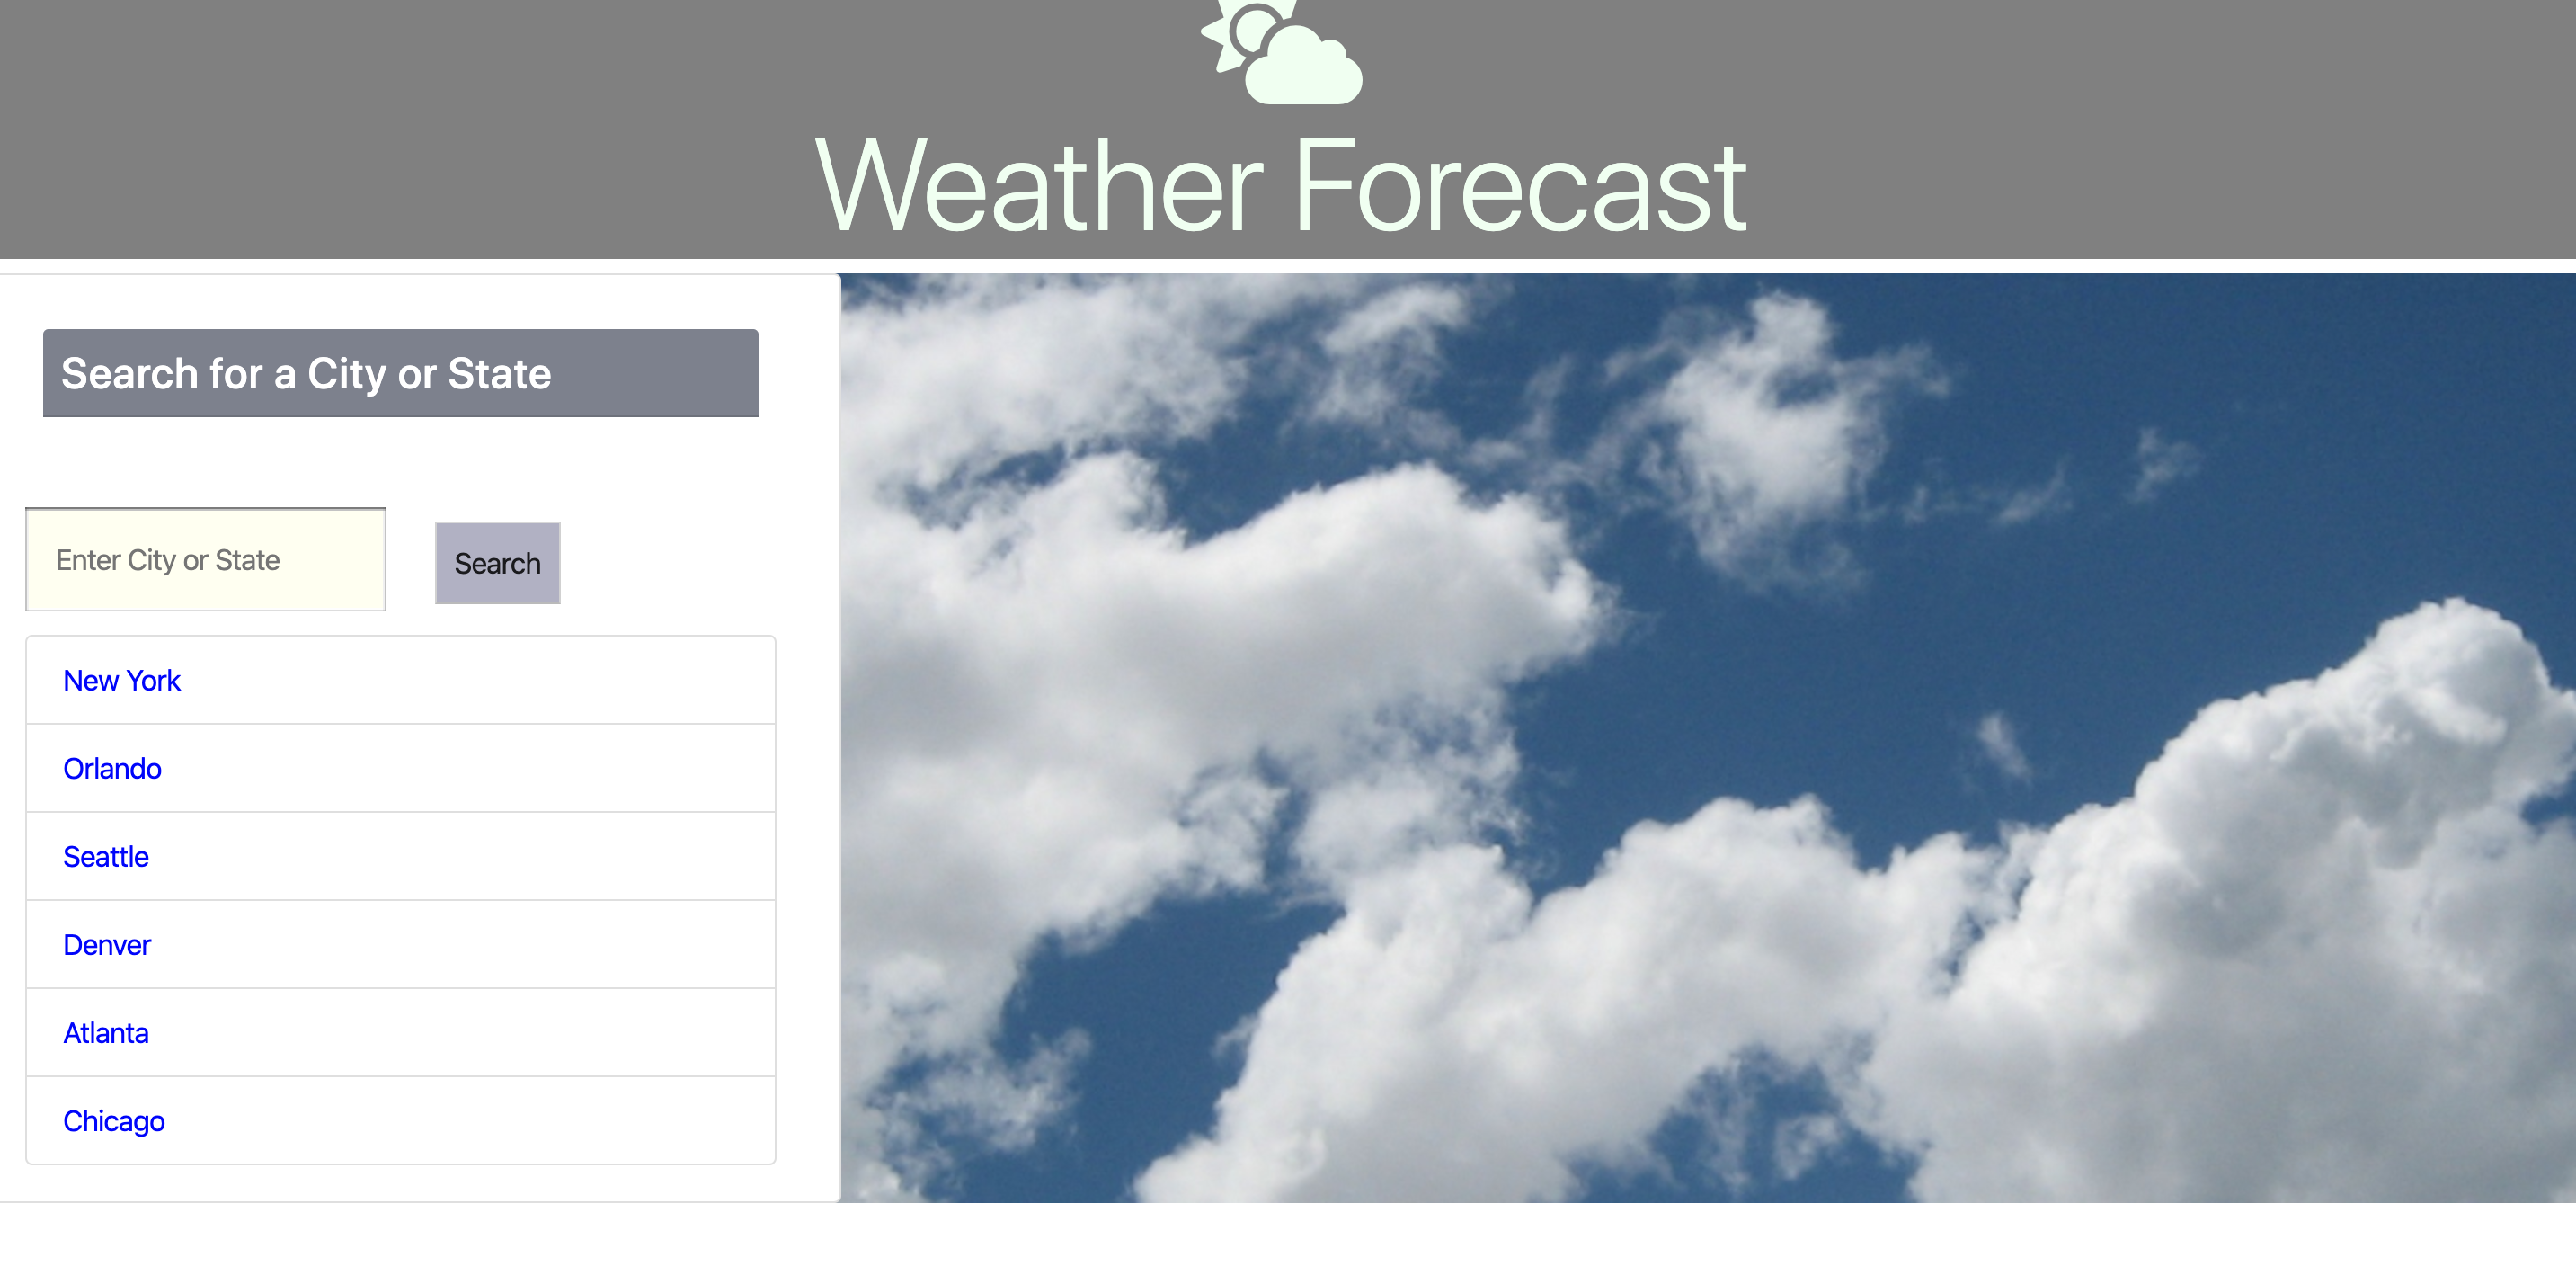 Weather Forecast
Search for a City or State
Enter City or State
Search
New York
Orlando
Seattle
Denver
Atlanta
Chicago